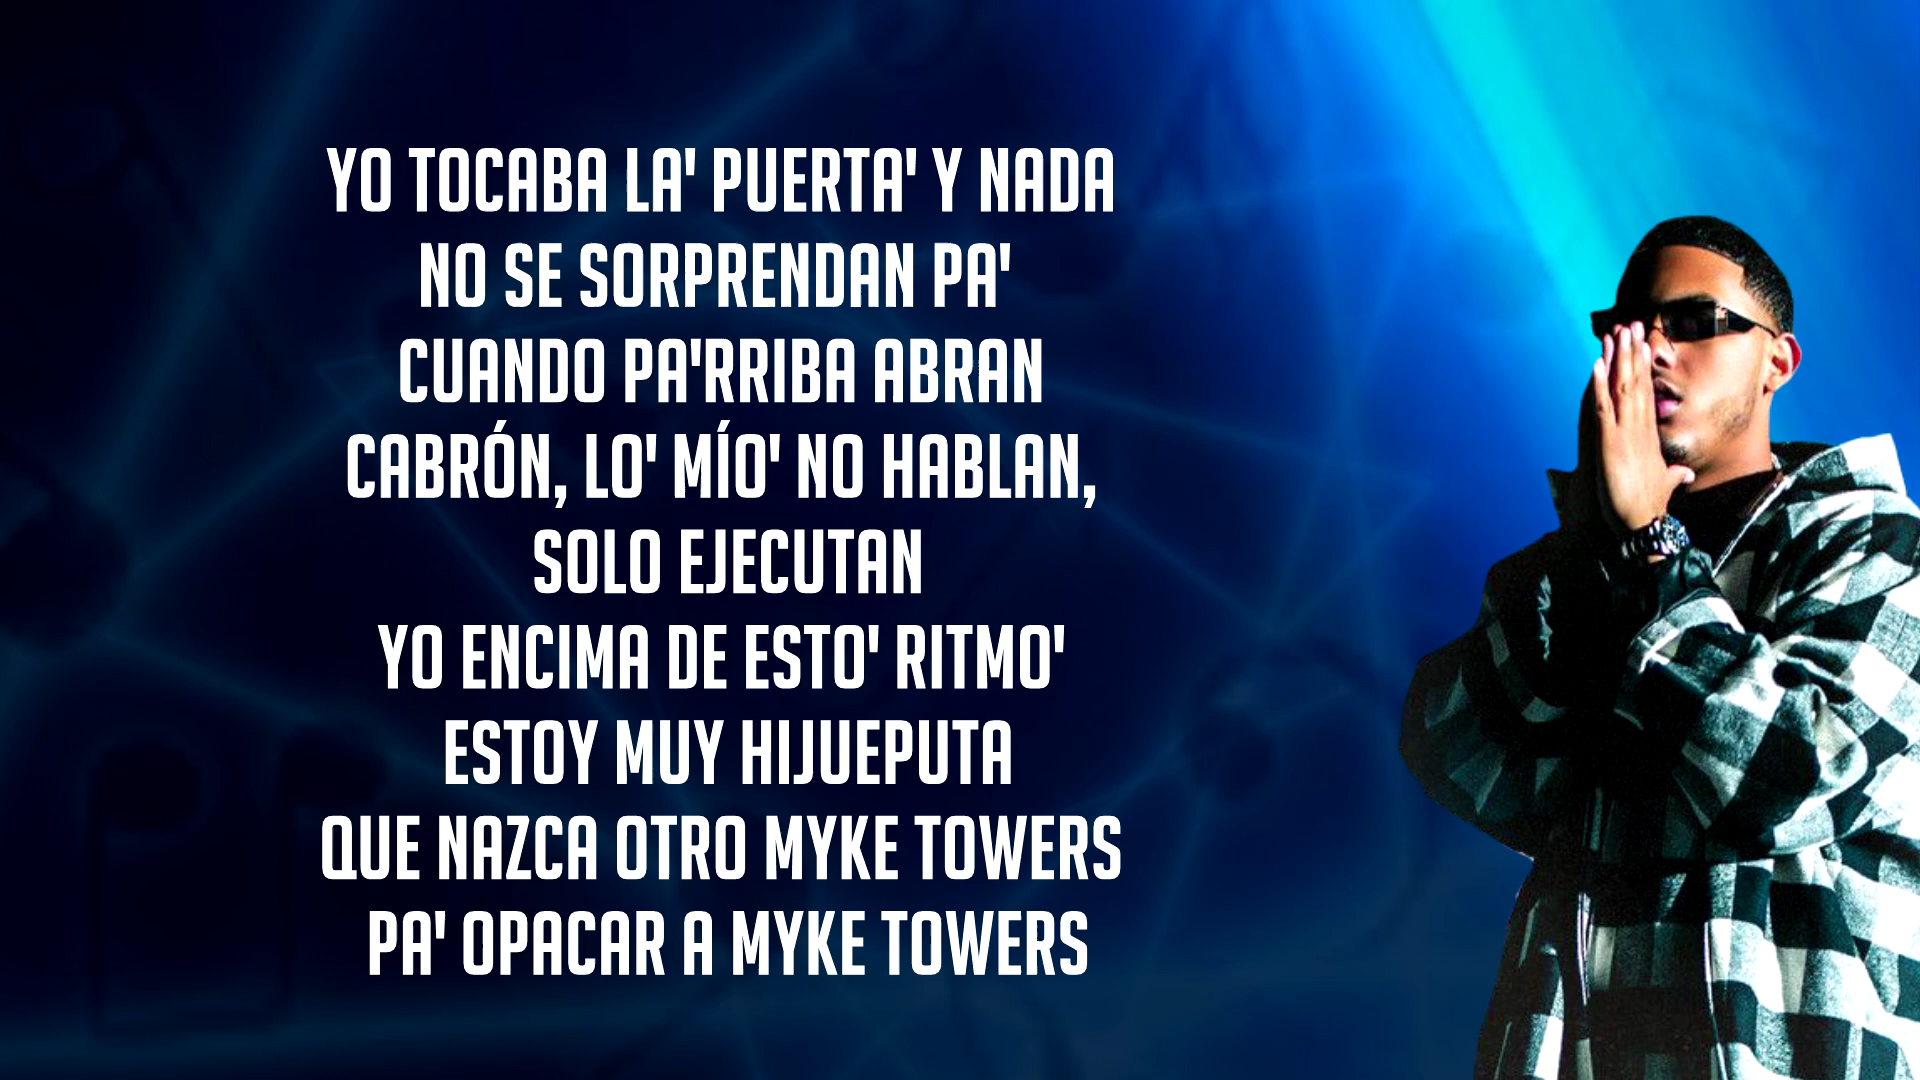 YO TOCABA LA' PUERTA' Y NADA
NO SE SORPRENDAN PA'
CUANDO PA'RRIBA ABRAN
CABRÓN, LO' MÍO' NO HABLAN,
SOLO EJECUTAN
YO ENCIMA DE ESTO' RITMO'
ESTOY MUY HIJUEPUTA
QUE NAZCA OTRO MYKE TOWERS
PA' OPACAR A MYKE TOWERS